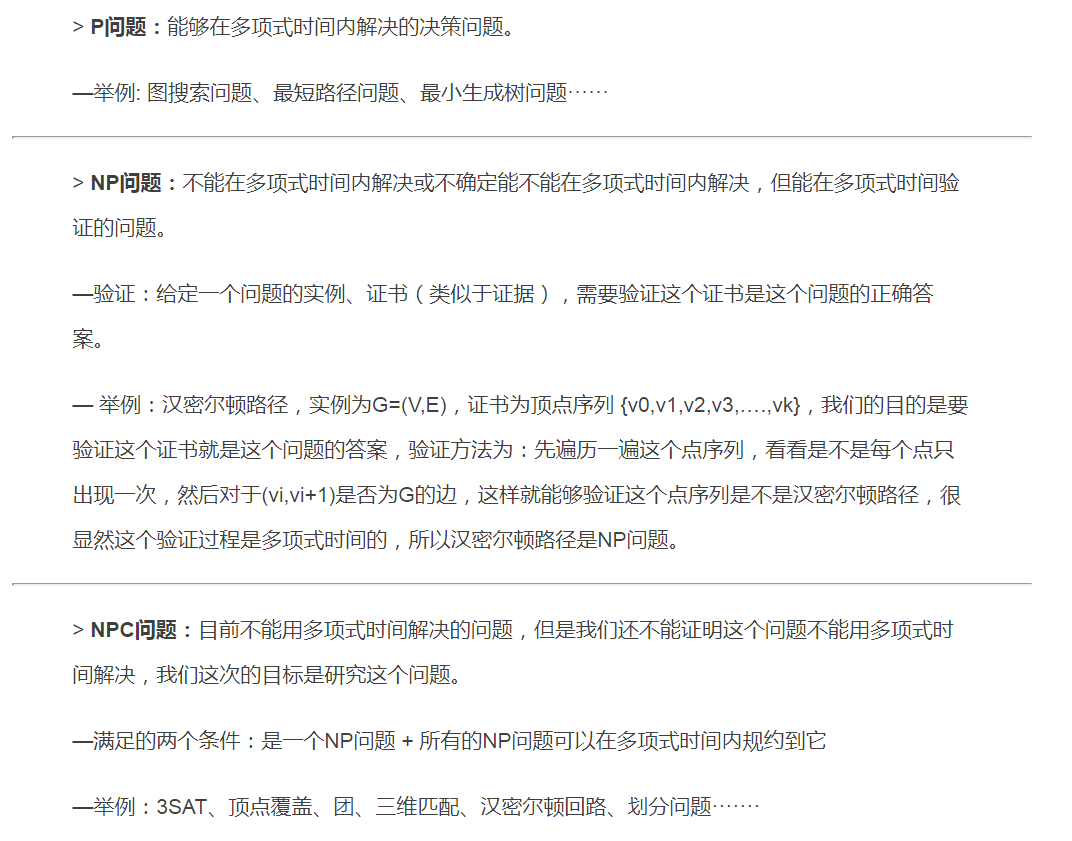 > P问题：能够在多项式时间内解决的决策问题。
—举例: 图搜索问题、最短路径问题、最小生成树问题······
> NP问题：不能在多项式时间内解决或不确定能不能在多项式时间内解决，但能在多项式时间验
证的问题。
—验证：给定一个问题的实例、证书（类似于证据），需要验证这个证书是这个问题的正确答
案。
— 举例：汉密尔顿路径，实例为G=(V,E)，证书为顶点序列 {v0,v1,v2,v3,....,vk}，我们的目的是要
验证这个证书就是这个问题的答案，验证方法为：先遍历一遍这个点序列，看看是不是每个点只
出现一次，然后对于(vi,vi+1)是否为G的边，这样就能够验证这个点序列是不是汉密尔顿路径，很
显然这个验证过程是多项式时间的，所以汉密尔顿路径是NP问题。
> NPC问题：目前不能用多项式时间解决的问题，但是我们还不能证明这个问题不能用多项式时
间解决，我们这次的目标是研究这个问题。
—满足的两个条件：是一个NP问题 + 所有的NP问题可以在多项式时间内规约到它
—举例：3SAT、顶点覆盖、团、三维匹配、汉密尔顿回路、划分问题·······